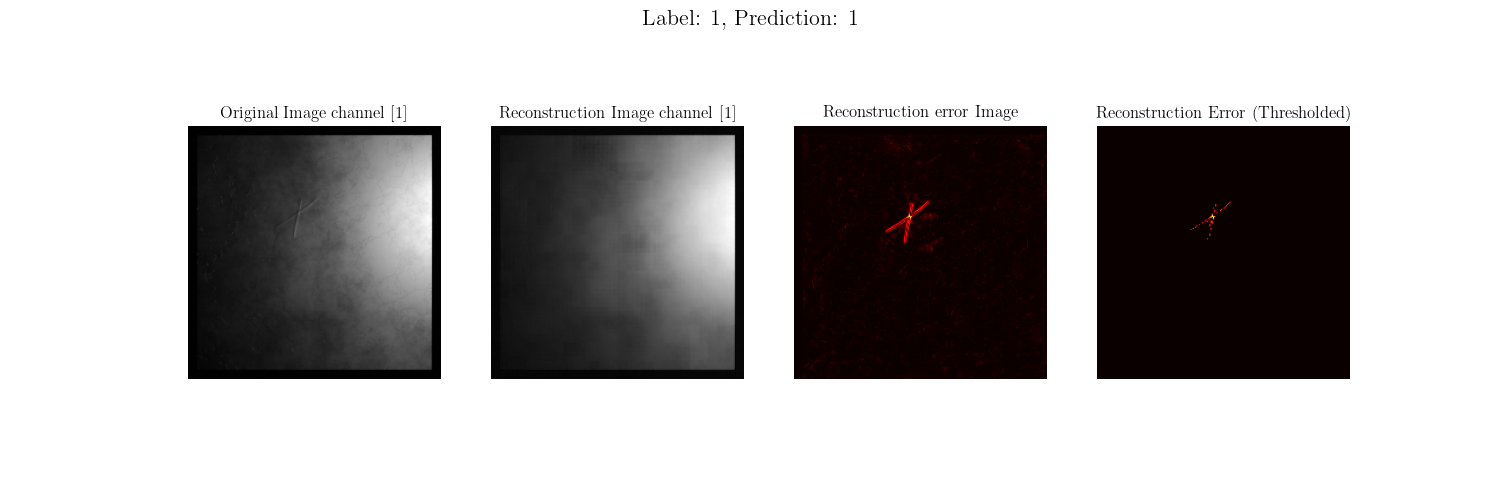 Label: 1, Prediction: 1
Original Image channel [1]
Reconstruction Image channel [1]
Reconstruction error Image
Reconstruction Error (Thresholded)